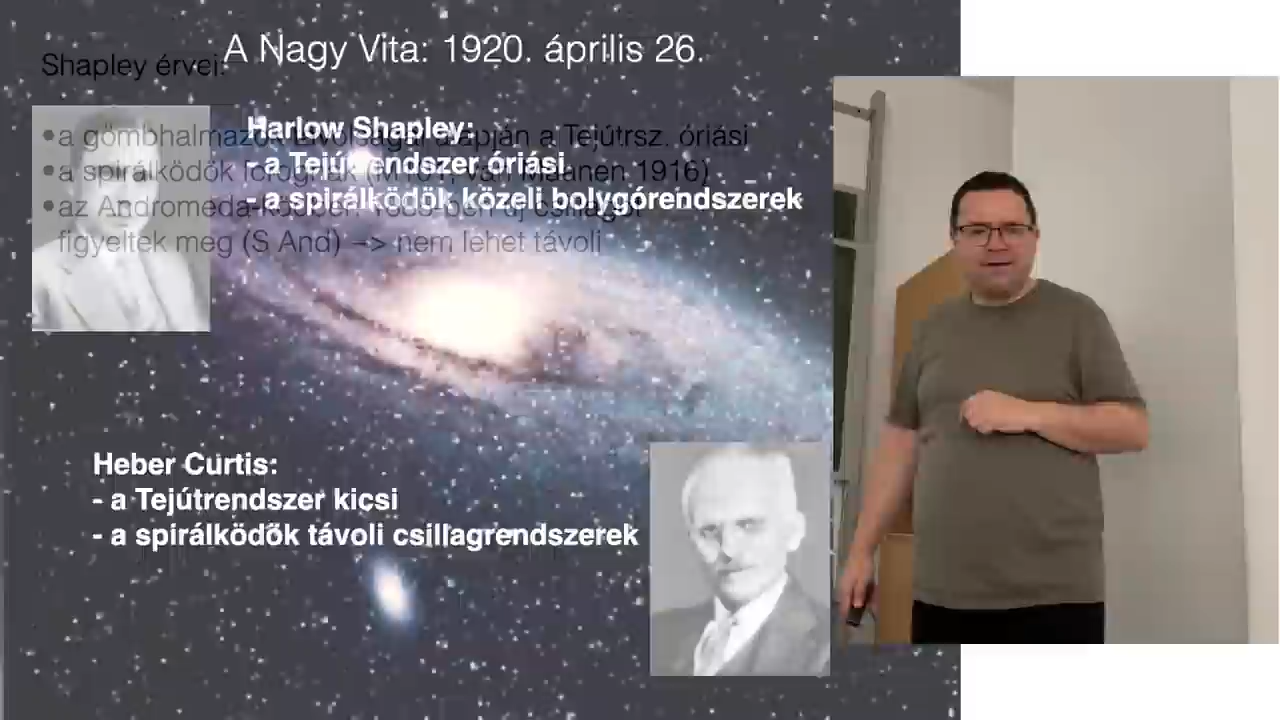 A Nagy Vita: 1920. április 26.
Shapley érvei:
Harlow Shapley:
- a Tejútrendszer óriási
- a spirálködök közeli bolygórendszerek
• a gömbhalmazok távolságai alapján a Tejútrsz. óriási
• a spirálködök forognak (M101, van Maanen 1916)
• az Andromeda-ködben 1885-ben új csillagot
figyeltek meg (S And) –> nem lehet távoli
Heber Curtis:
- a Tejútrendszer kicsi
- a spirálködök távoli csillagrendszerek